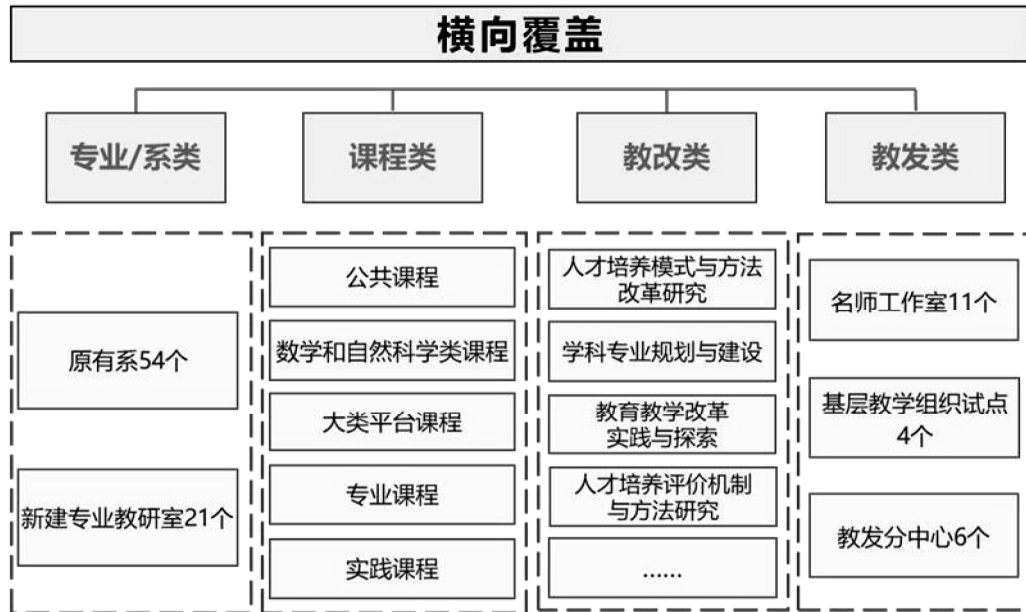 横向覆盖
专业/系类
课程类
教改类
教发类
原有系54个
新建专业教研室21个
公共课程
数学和自然科学类课程
大类平台课程
专业课程
实践课程
人才培养模式与方法
改革研究
学科专业规划与建设
教育教学改革
实践与探索
人才培养评价机制
与方法研究
......
名师工作室11个
基层教学组织试点
4个
教发分中心6个